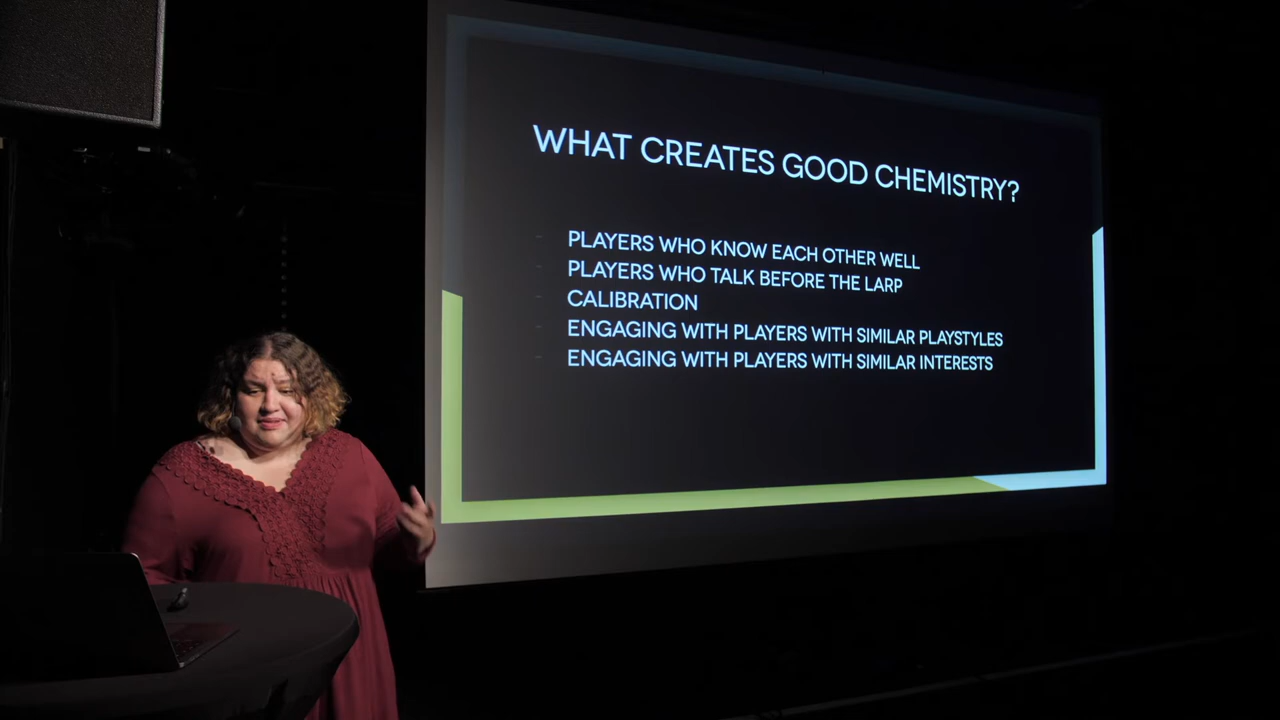 WHAT CREATES GOOD CHEMISTRY?
- PLAYERS WHO KNOW EACH OTHER WELL
- PLAYERS WHO TALK BEFORE THE LARP
- CALIBRATION
- ENGAGING WITH PLAYERS WITH SIMILAR PLAYSTYLES
- ENGAGING WITH PLAYERS WITH SIMILAR INTERESTS